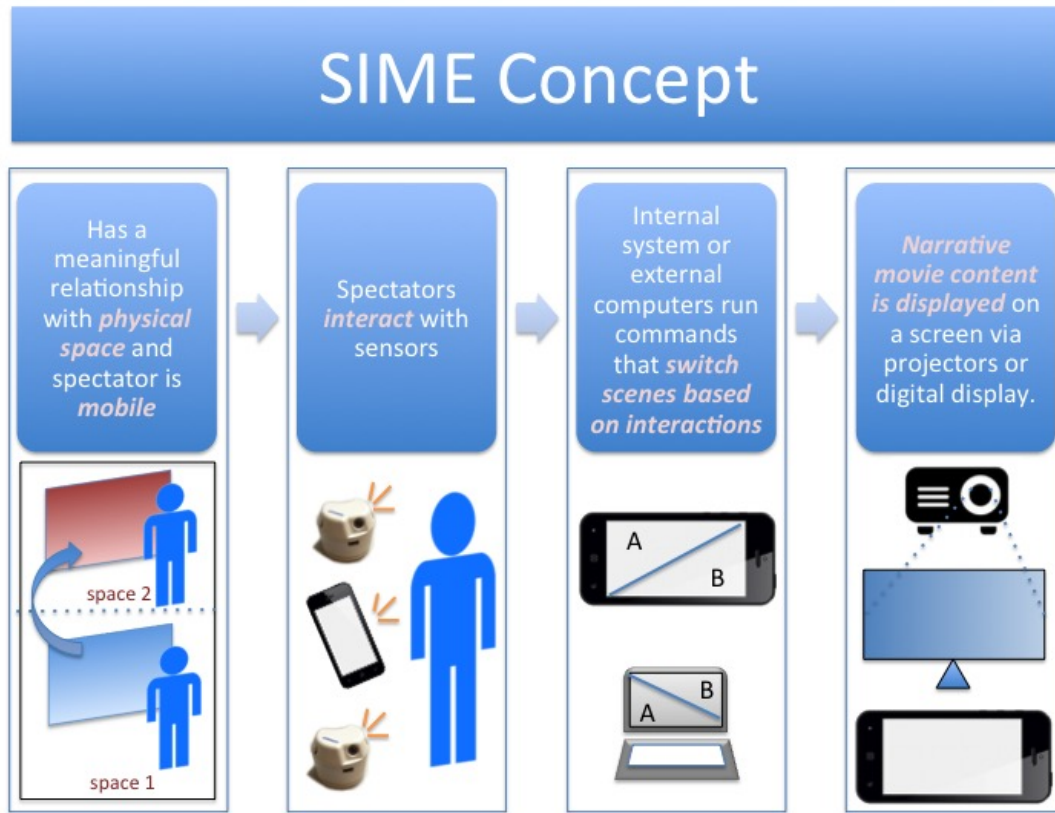 SIME Concept
Has a
meaningful
relationship
with physical
space and
spectator is
mobile
space 2
space 1
Spectators
interact with
sensors
Internal
system or
external
computers run
commands
that switch
scenes based
on interactions
A
B
B
A
Narrative
movie content
is displayed on
a screen via
projectors or
digital display.